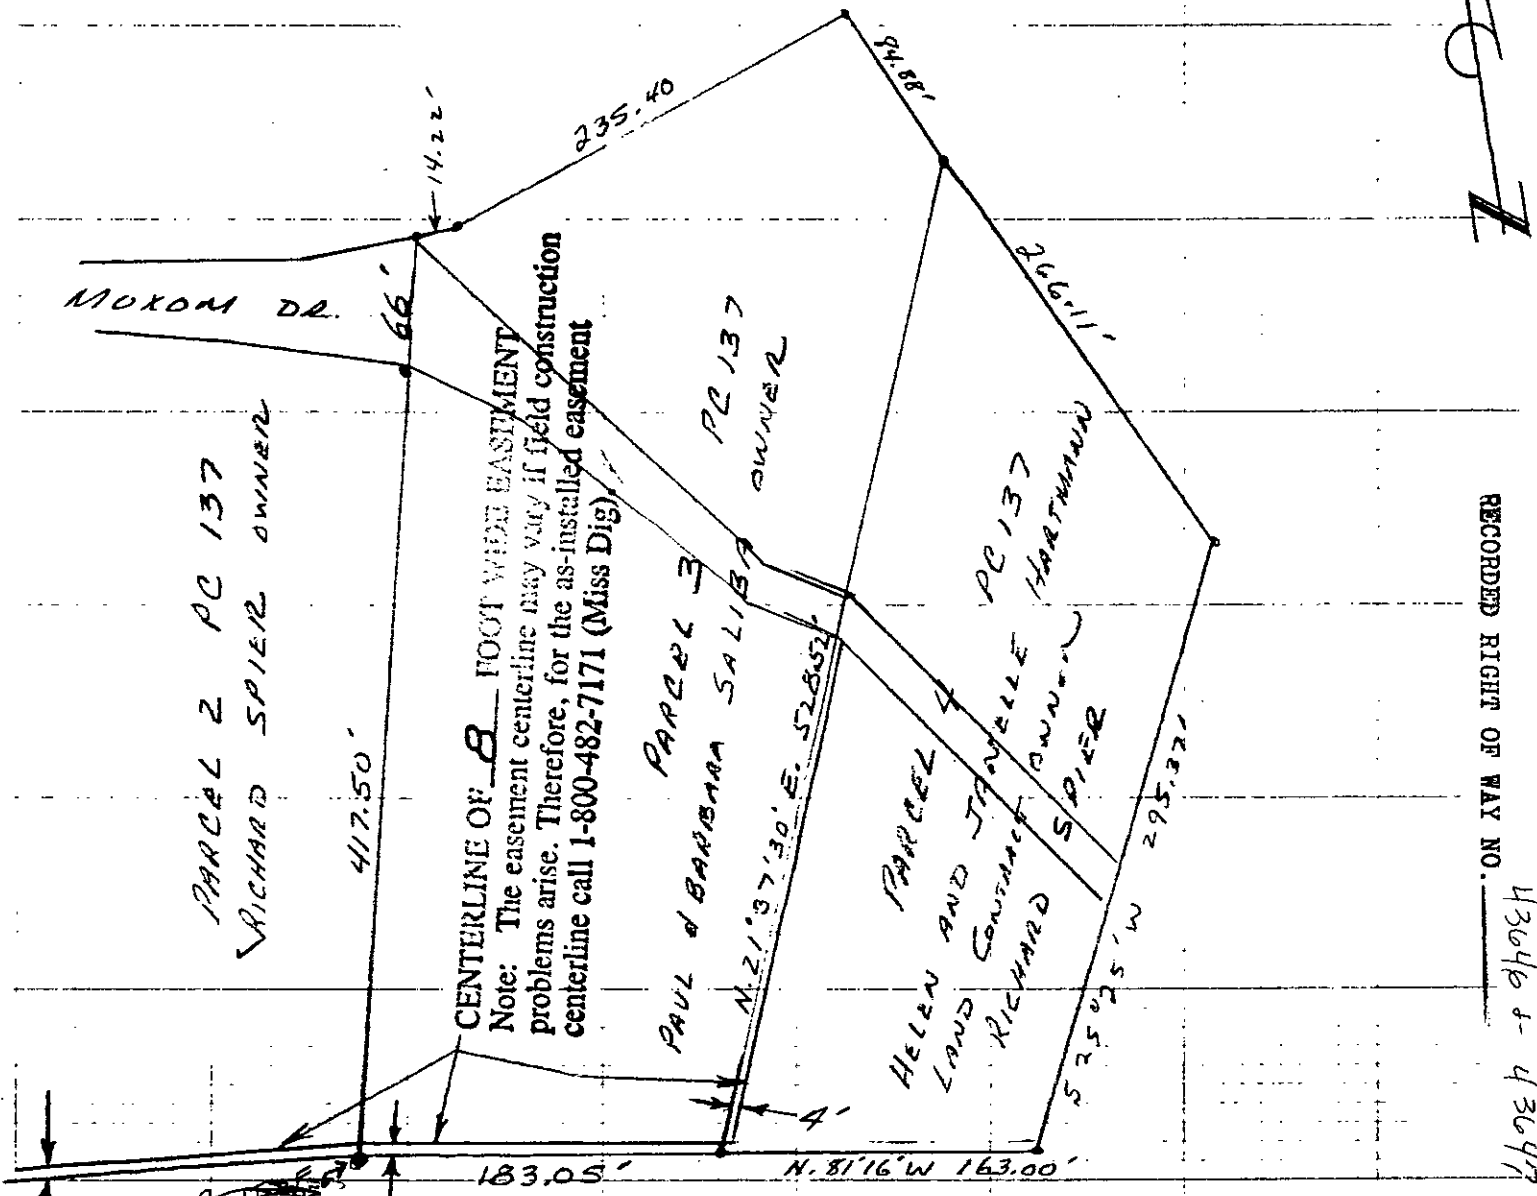 14.22'
235.40
94.88'
MOXOM DR.
66'
266.11'
PARCEL 2 PC 137
RICHARD SPIER OWNER
417.50'
CENTERLINE OF 8 FOOT WIDE EASEMENT
Note: The easement centerline may vary if field construction
problems arise. Therefore, for the as-installed easement
centerline call 1-800-482-7171 (Miss Dig).
PARCEL 3 PC 137
PAUL & BARBARA SALIBA OWNER
N. 21° 37' 30' E. 528.52'
PARCEL 4 PC 137
HELEN AND JANELLE HARTMANN
LAND CONTRACT OWNER
RICHARD SPIER
295.32'
S 25° 25' W
4'
183.05'
N. 81° 16' W 163.00'
N
RECORDED RIGHT OF WAY NO.
43646 &- 43647